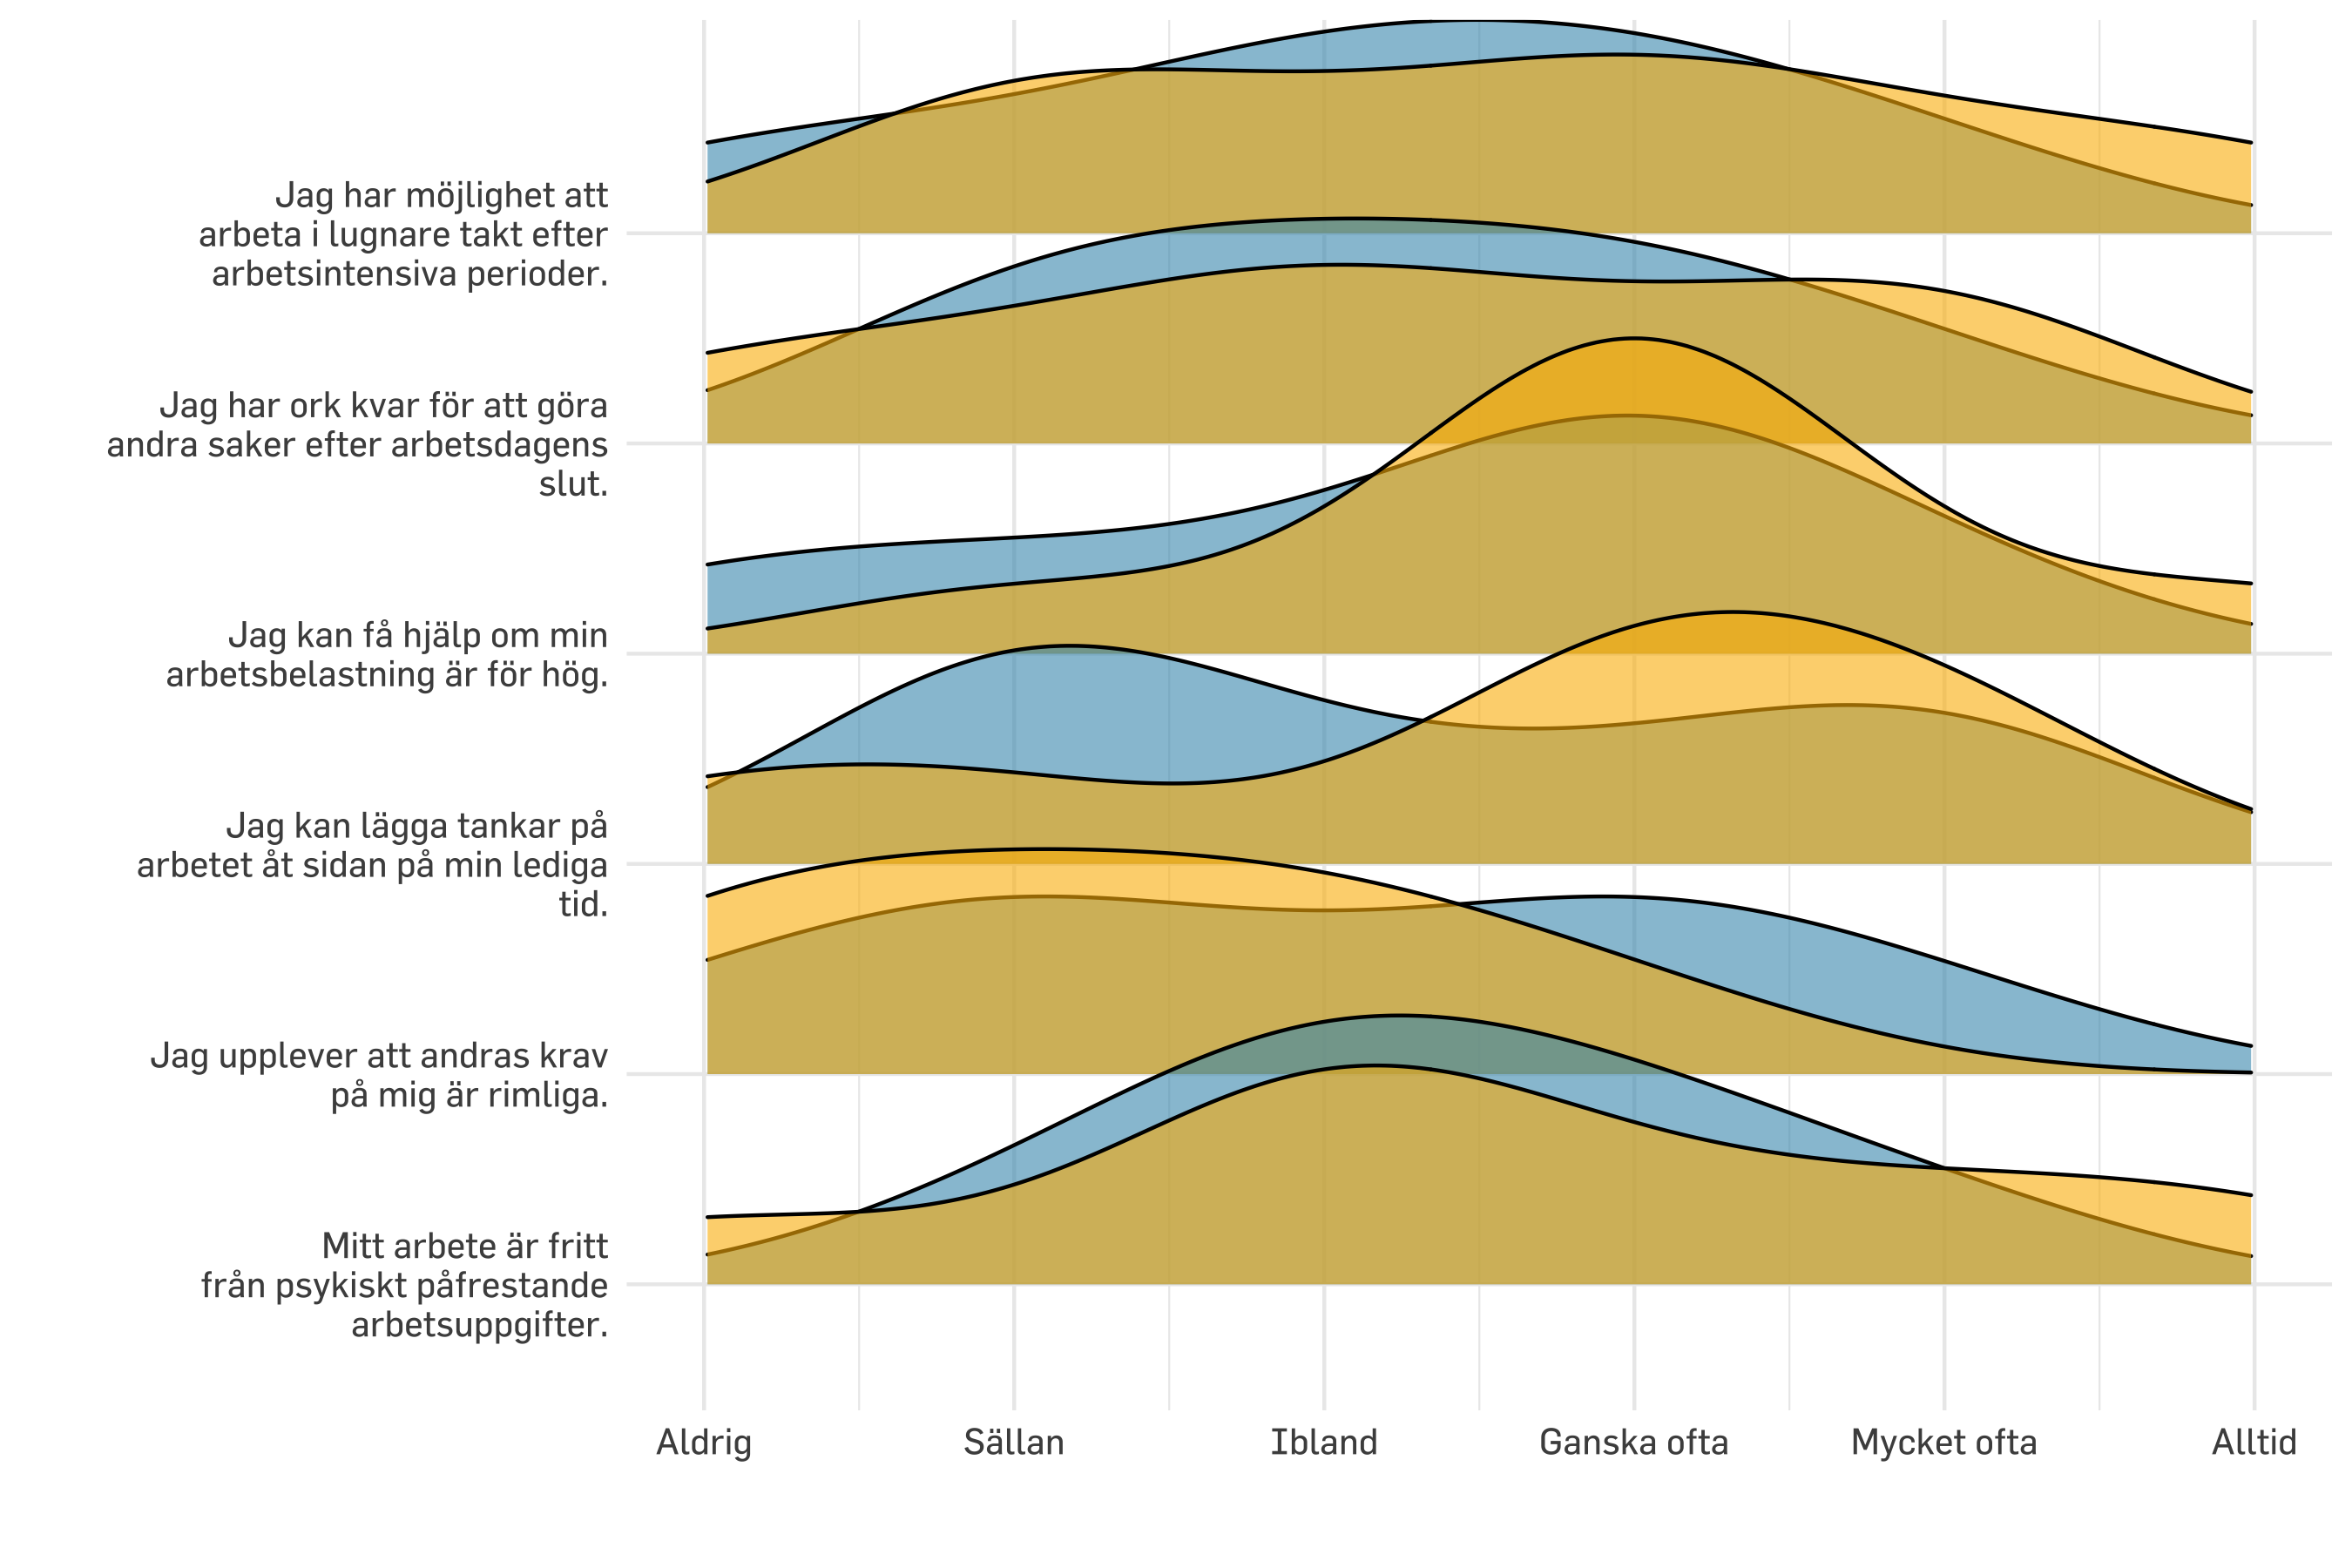 Jag har möjlighet att
arbeta i lugnare takt efter
arbetsintensiva perioder.
Jag har ork kvar för att göra
andra saker efter arbetsdagens
slut.
Jag kan få hjälp om min
arbetsbelastning är för hög.
Jag kan lägga tankar på
arbetet åt sidan på min lediga
tid.
Jag upplever att andras krav
på mig är rimliga.
Mitt arbete är fritt
från psykiskt påfrestande
arbetsuppgifter.
Aldrig Sällan Ibland Ganska ofta Mycket ofta Alltid